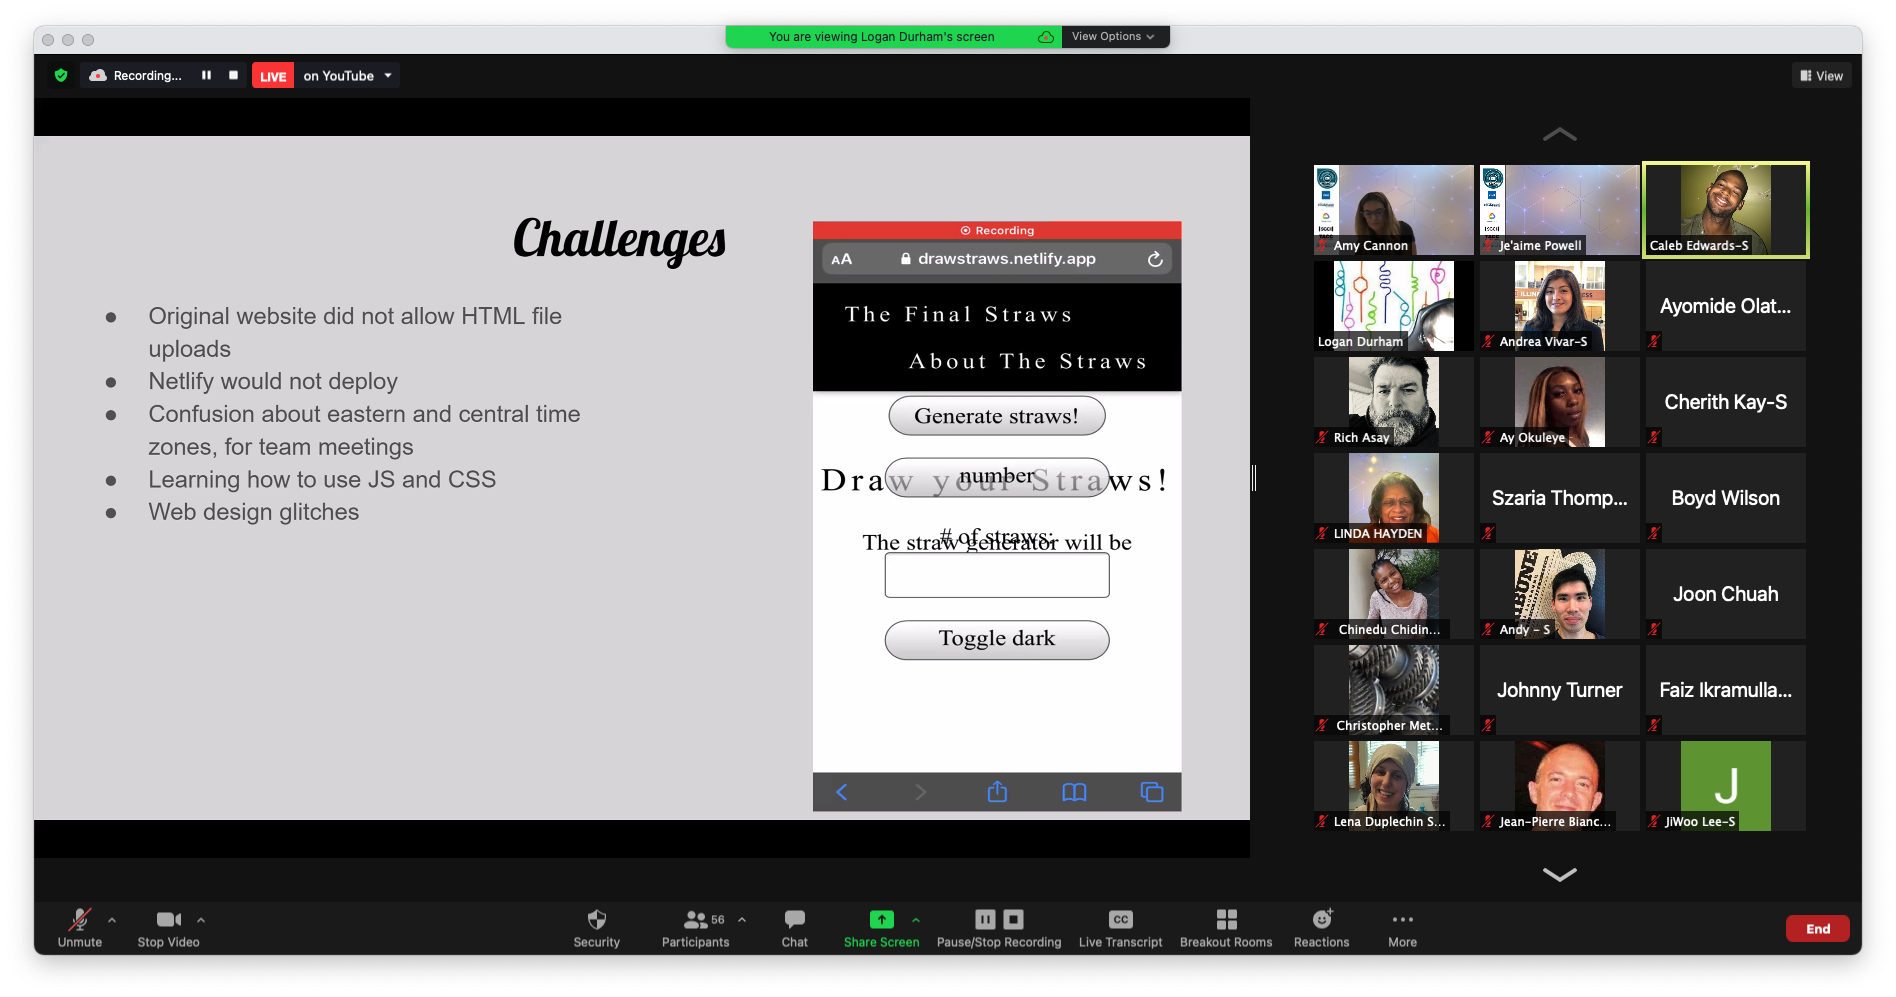 You are viewing Logan Durham's screen
View Options
Recording...
LIVE
on YouTube
View
Challenges
Original website did not allow HTML file
uploads
Netlify would not deploy
Confusion about eastern and central time
zones, for team meetings
Learning how to use JS and CSS
Web design glitches
Recording
AA
drawstraws.netlify.app
The Final Straws
About The Straws
Generate straws!
number
Draw your Straws!
# of straws:
The straw generator will be
Toggle dark
Amy Cannon
Je'aime Powell
Caleb Edwards-S
Logan Durham
Andrea Vivar-S
Ayomide Olat...
Rich Asay
Ay Okuleye
Cherith Kay-S
LINDA HAYDEN
Szaria Thomp...
Boyd Wilson
Chinedu Chidin...
Andy - S
Joon Chuah
Christopher Met...
Johnny Turner
Faiz Ikramulla...
Lena Duplechin S...
Jean-Pierre Bianc...
J
JiWoo Lee-S
Unmute
Stop Video
Security
56
Participants
Chat
Share Screen
Pause/Stop Recording
CC
Live Transcript
Breakout Rooms
Reactions
More
End